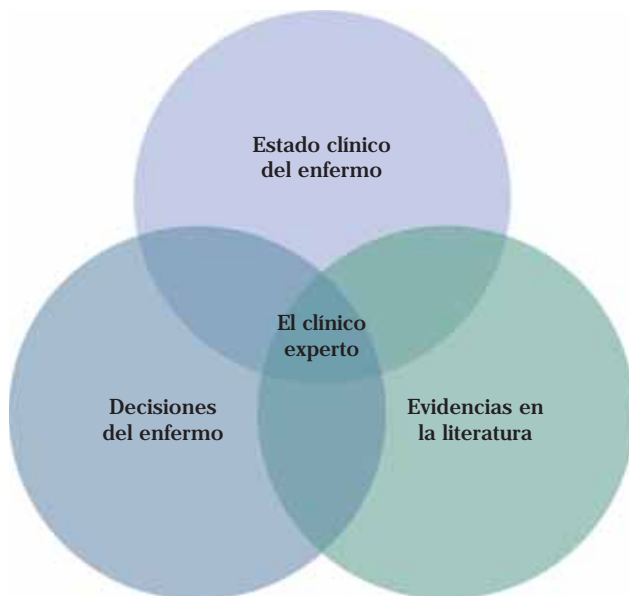 Estado clínico
del enfermo
El clínico
experto
Decisiones
del enfermo
Evidencias en
la literatura